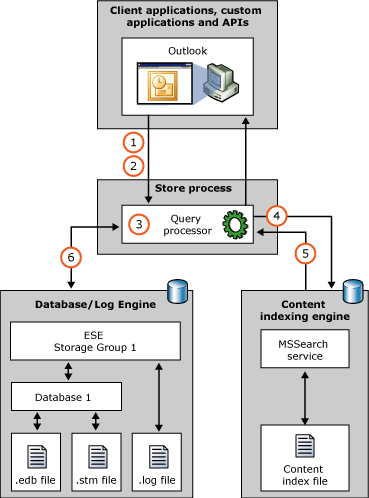 Client applications, custom
applications and APIs
Outlook
1
2
Store process
3
Query
processor
4
5
6
Database/Log Engine
ESE
Storage Group 1
Database 1
.edb file
.stm file
.log file
Content
indexing engine
MSSearch
service
Content
index file